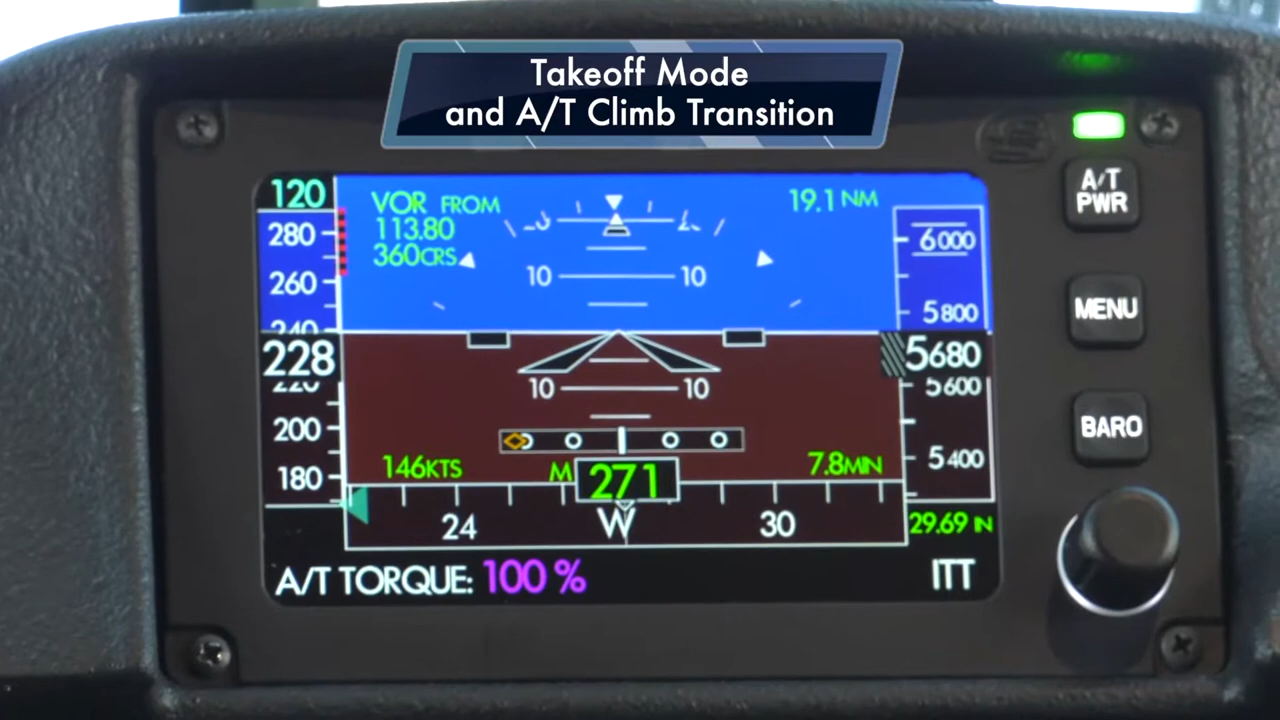 Takeoff Mode
and A/T Climb Transition
A/T
PWR
MENU
BARO
120
280
260
240
228
220
200
180
VOR FROM
113.80
360CRS
19.1 NM
10 10
10 10
6000
5800
5680
5600
5400
146KTS
M 271
7.8MIN
24 W 30
29.69 IN
A/T TORQUE: 100 %
ITT